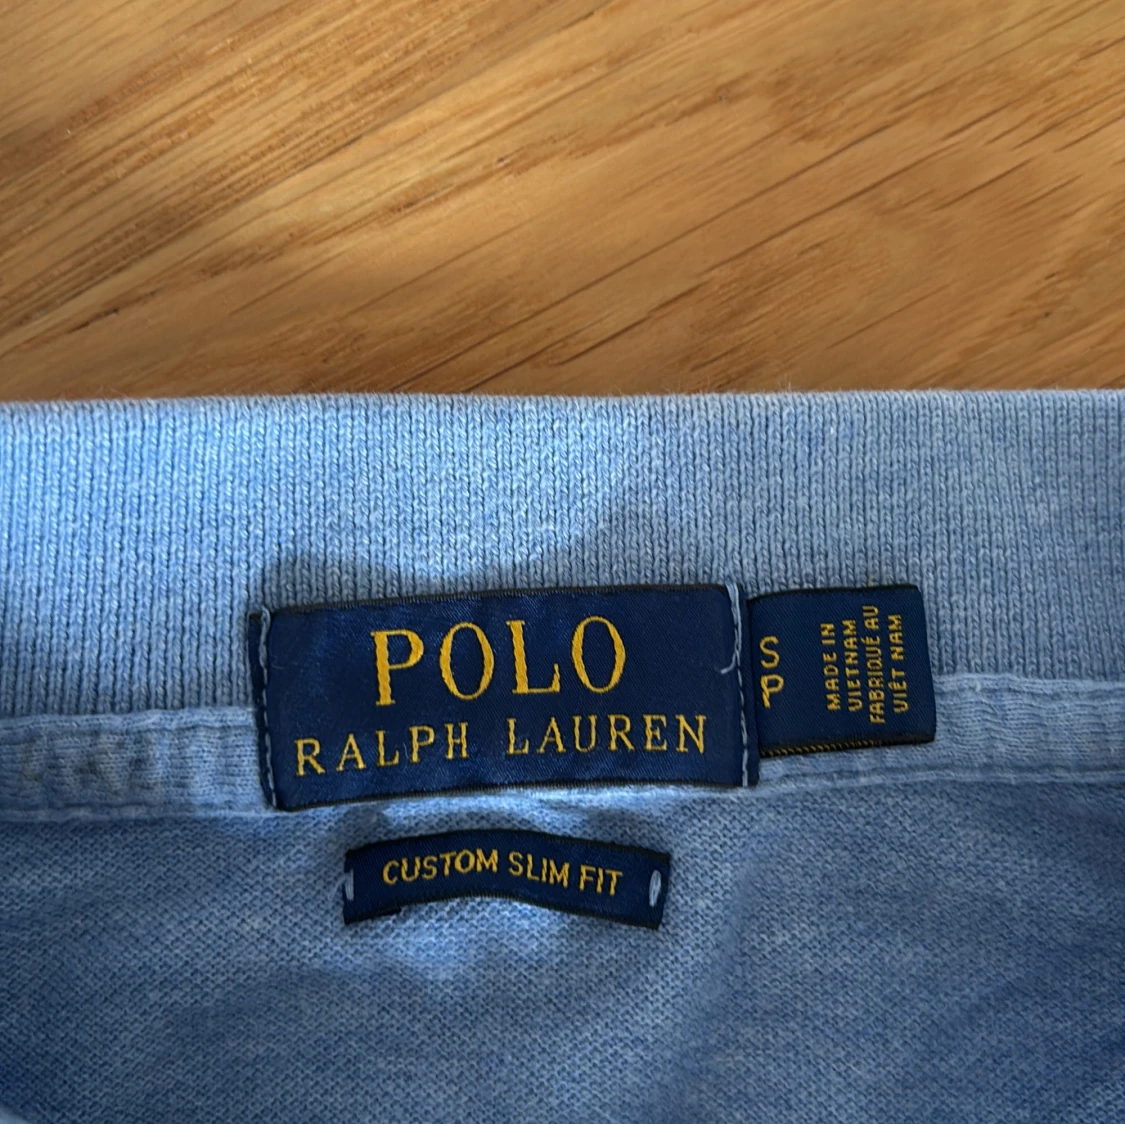 POLO
RALPH LAUREN
S
P
MADE IN
VIETNAM
FABRIQUÉ AU
VIÊT NAM
CUSTOM SLIM FIT